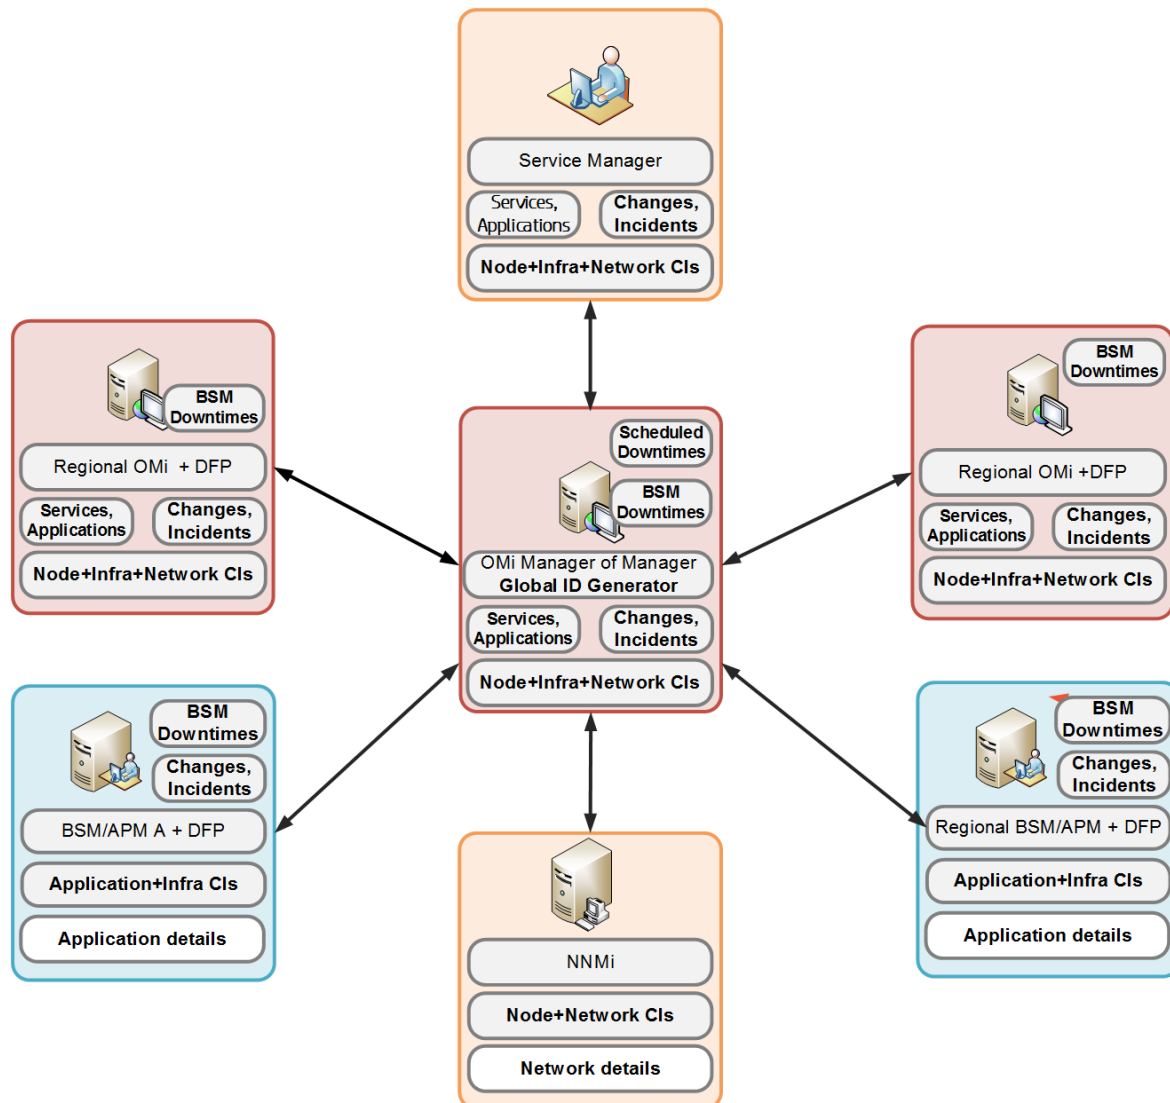 Service Manager
Services,
Applications
Changes,
Incidents
Node+Infra+Network CIs
BSM
Downtimes
Regional OMi + DFP
Services,
Applications
Changes,
Incidents
Node+Infra+Network CIs
Scheduled
Downtimes
BSM
Downtimes
OMi Manager of Manager
Global ID Generator
Services,
Applications
Changes,
Incidents
Node+Infra+Network CIs
BSM
Downtimes
Regional OMi +DFP
Services,
Applications
Changes,
Incidents
Node+Infra+Network CIs
BSM
Downtimes
Changes,
Incidents
BSM/APM A + DFP
Application+Infra CIs
Application details
NNMi
Node+Network CIs
Network details
BSM
Downtimes
Changes,
Incidents
Regional BSM/APM + DFP
Application+Infra CIs
Application details